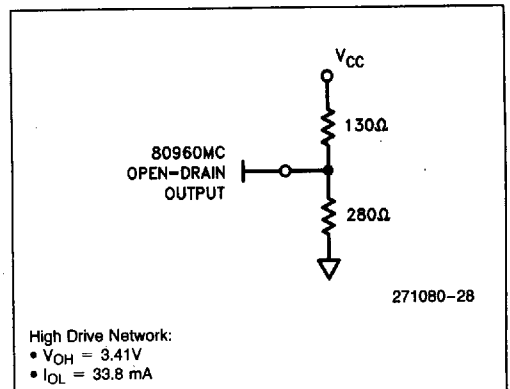 VCC
130Ω
80960MC
OPEN-DRAIN
OUTPUT
280Ω
271080-28
High Drive Network:
• VOH = 3.41V
• IOL = 33.8 mA